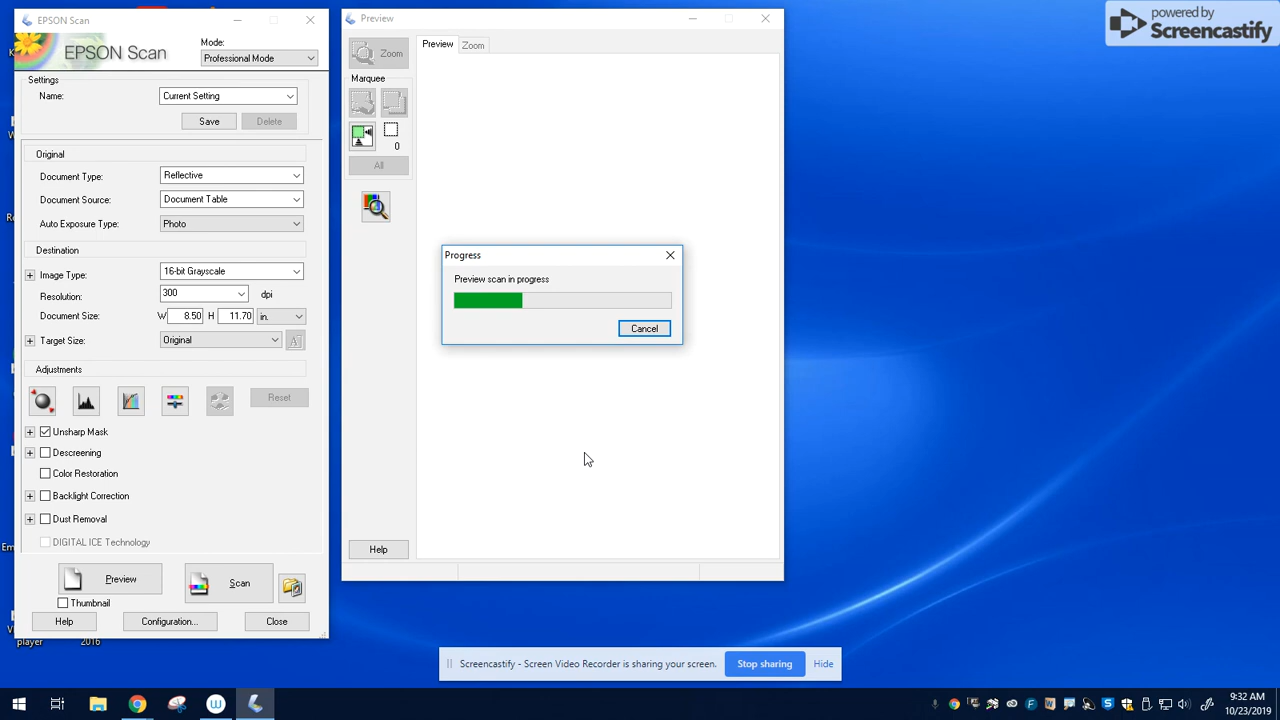 EPSON Scan
EPSON Scan
Mode:
Professional Mode
Settings
Name:
Current Setting
Save
Delete
Original
Document Type:
Reflective
Document Source:
Document Table
Auto Exposure Type:
Photo
Destination
Image Type:
16-bit Grayscale
Resolution:
300
dpi
Document Size:
W 8.50 H 11.70 in.
Target Size:
Original
Adjustments
Reset
Unsharp Mask
Descreening
Color Restoration
Backlight Correction
Dust Removal
DIGITAL ICE Technology
Preview
Scan
Thumbnail
Help
Configuration...
Close
player
2016
Preview
Zoom
Preview
Zoom
Marquee
0
All
Help
Progress
Preview scan in progress
Cancel
powered by
Screencastify
Screencastify - Screen Video Recorder is sharing your screen.
Stop sharing
Hide
9:32 AM
10/23/2019